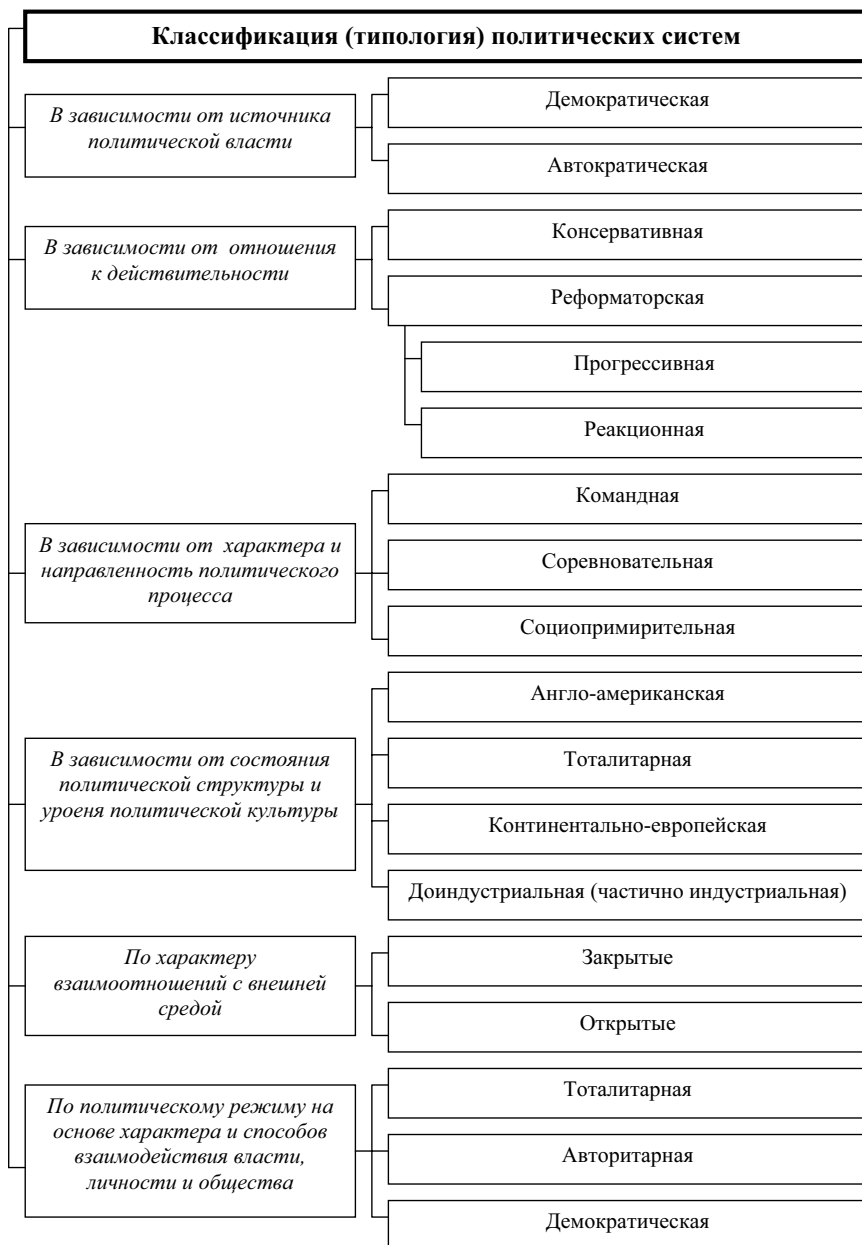 Классификация (типология) политических систем
В зависимости от источника
политической власти
Демократическая
Автократическая
В зависимости от отношения
к действительности
Консервативная
Реформаторская
Прогрессивная
Реакционная
В зависимости от характера и
направленность политического
процесса
Командная
Соревновательная
Социопримирительная
В зависимости от состояния
политической структуры и
уроеня политической культуры
Англо-американская
Тоталитарная
Континентально-европейская
Доиндустриальная (частично индустриальная)
По характеру
взаимоотношений с внешней
средой
Закрытые
Открытые
По политическому режиму на
основе характера и способов
взаимодействия власти,
личности и общества
Тоталитарная
Авторитарная
Демократическая